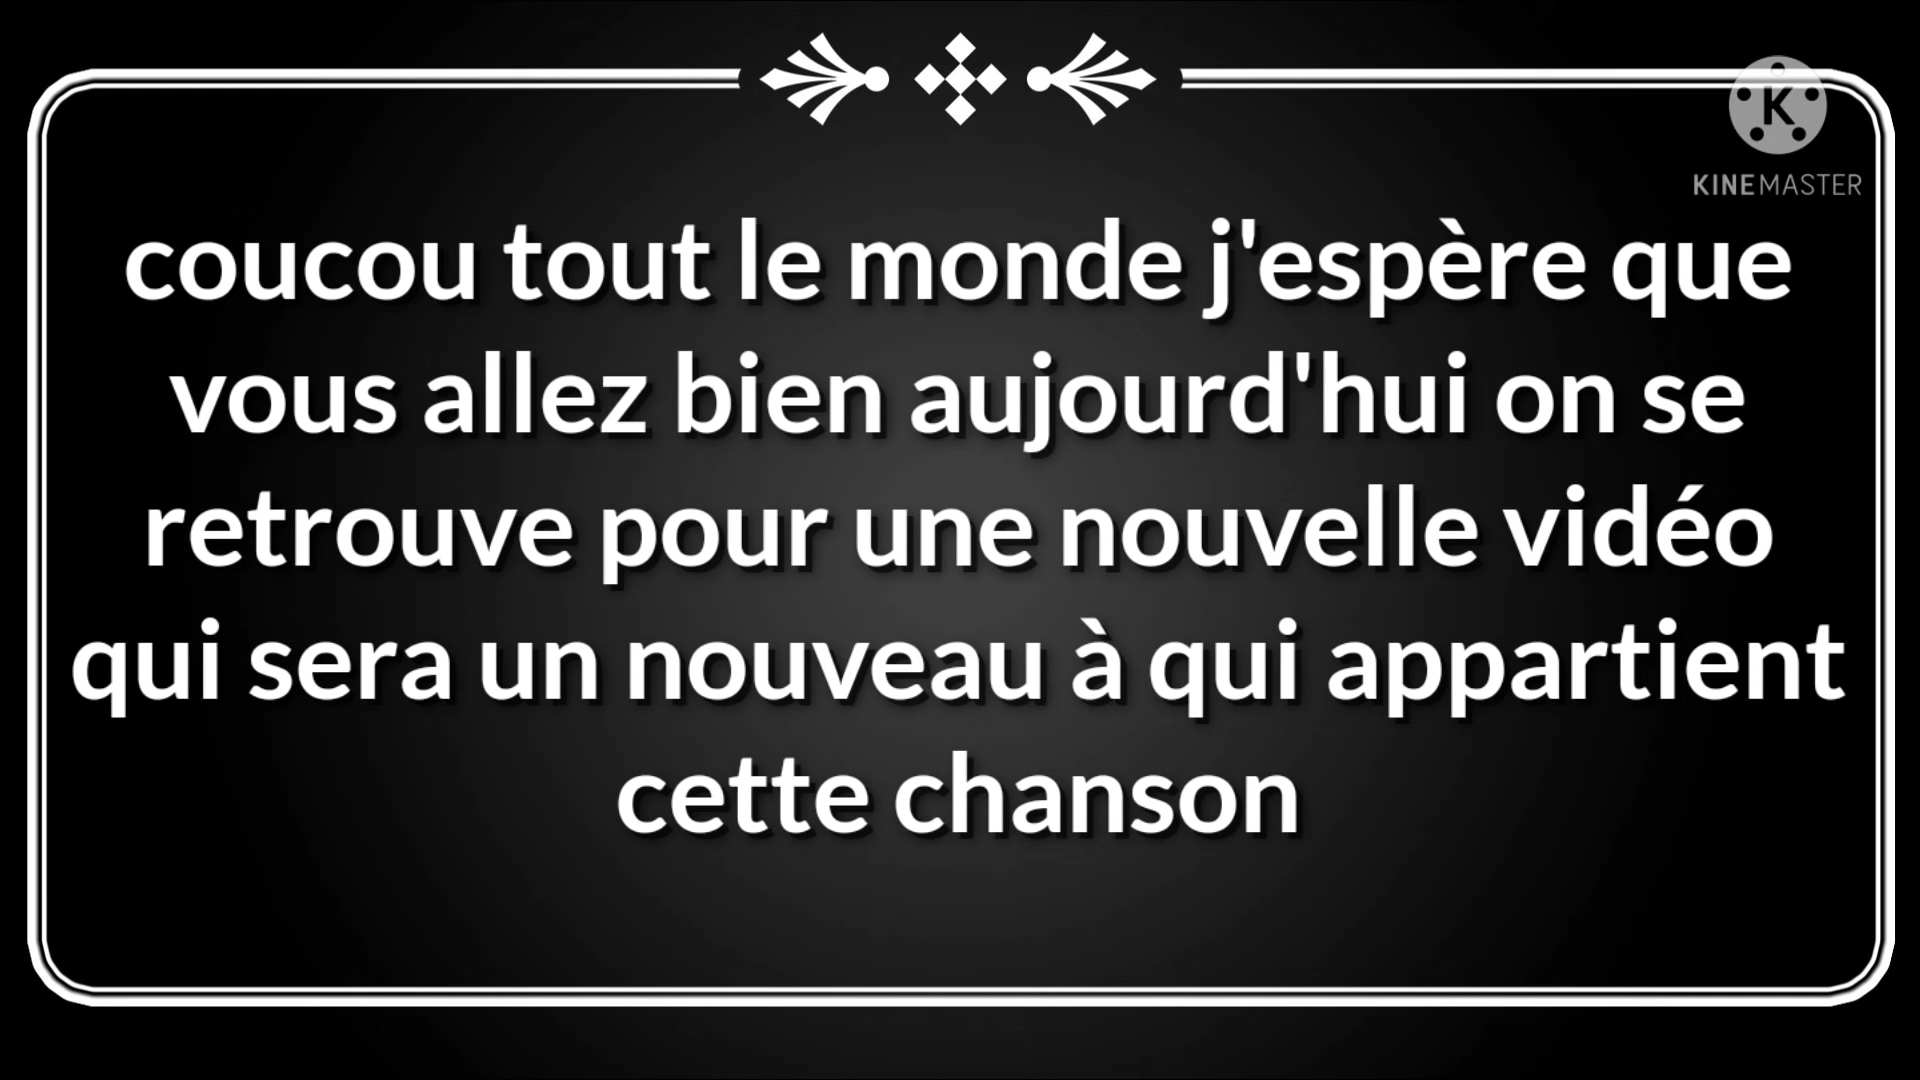 K
KINEMASTER
coucou tout le monde j'espère que
vous allez bien aujourd'hui on se
retrouve pour une nouvelle vidéo
qui sera un nouveau à qui appartient
cette chanson